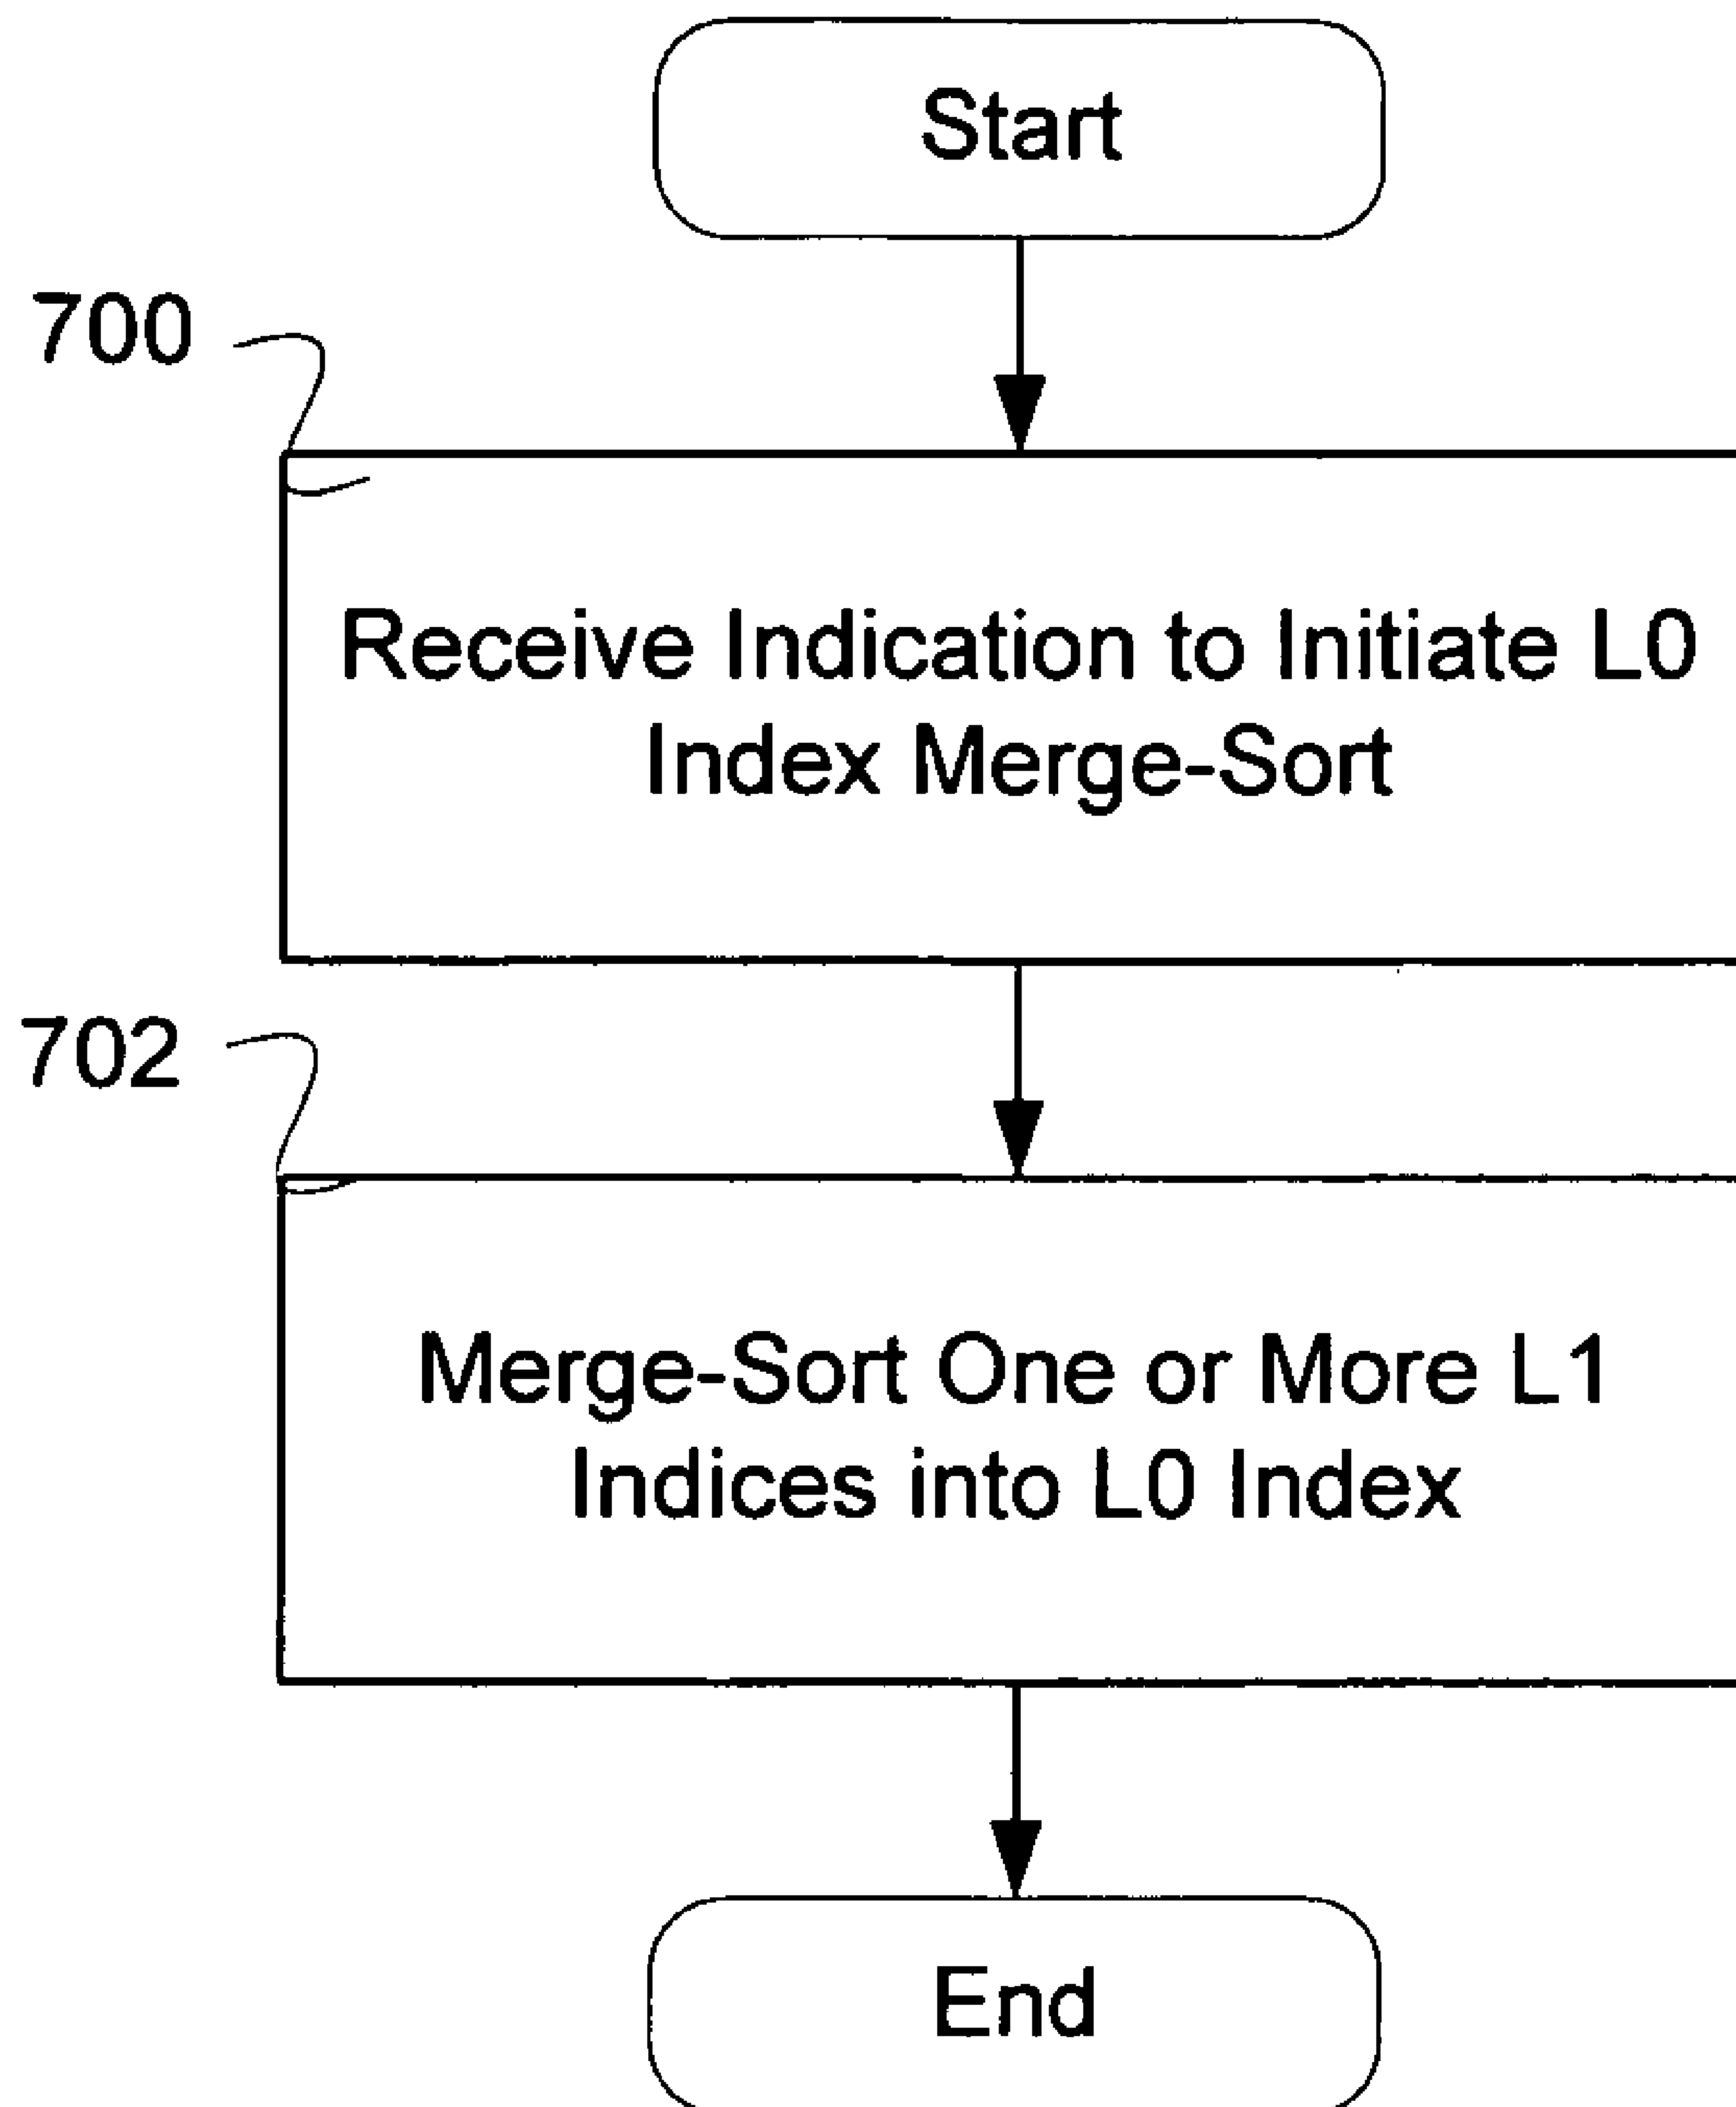 Start
700
Receive Indication to Initiate L0
Index Merge-Sort
702
Merge-Sort One or More L1
Indices into L0 Index
End